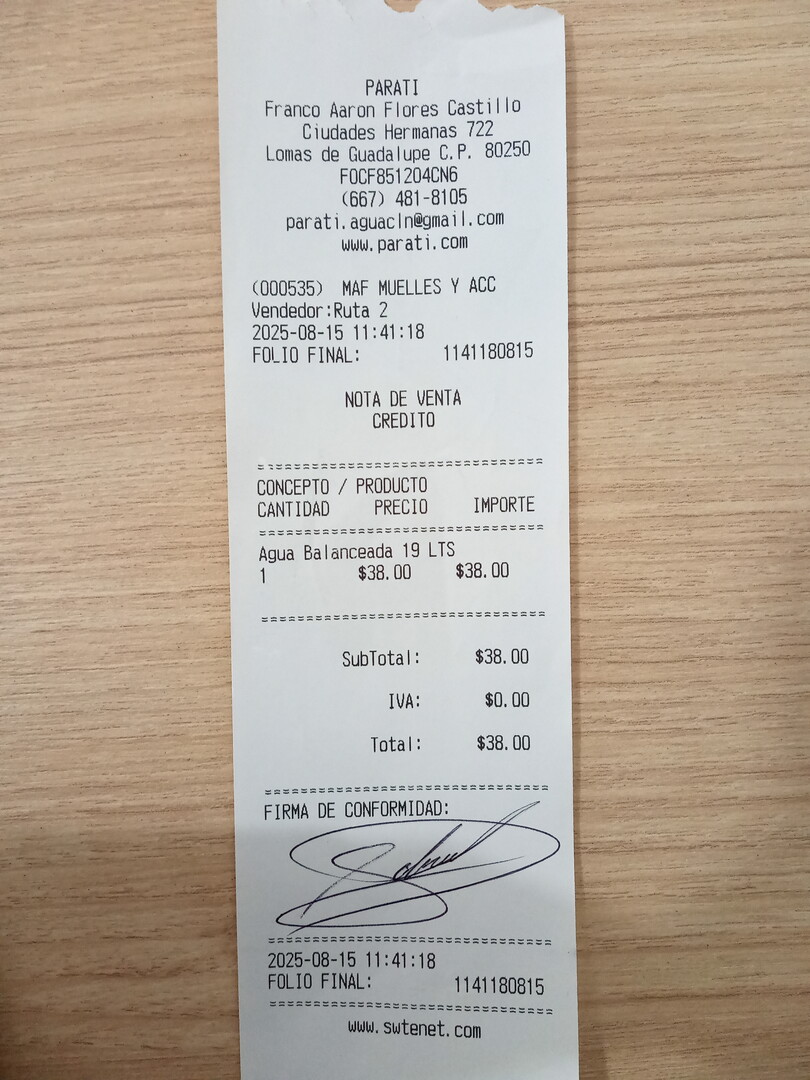 PARATI
Franco Aaron Flores Castillo
Ciudades Hermanas 722
Lomas de Guadalupe C.P. 80250
FOCF851204CN6
(667) 481-8105
parati.aguacln@gmail.com
www.parati.com
(000535) MAF MUELLES Y ACC
Vendedor:Ruta 2
2025-08-15 11:41:18
FOLIO FINAL: 1141180815
NOTA DE VENTA
CREDITO
CONCEPTO / PRODUCTO
CANTIDAD PRECIO IMPORTE
Agua Balanceada 19 LTS
1 $38.00 $38.00
SubTotal: $38.00
IVA: $0.00
Total: $38.00
FIRMA DE CONFORMIDAD:
2025-08-15 11:41:18
FOLIO FINAL: 1141180815
www.swtenet.com